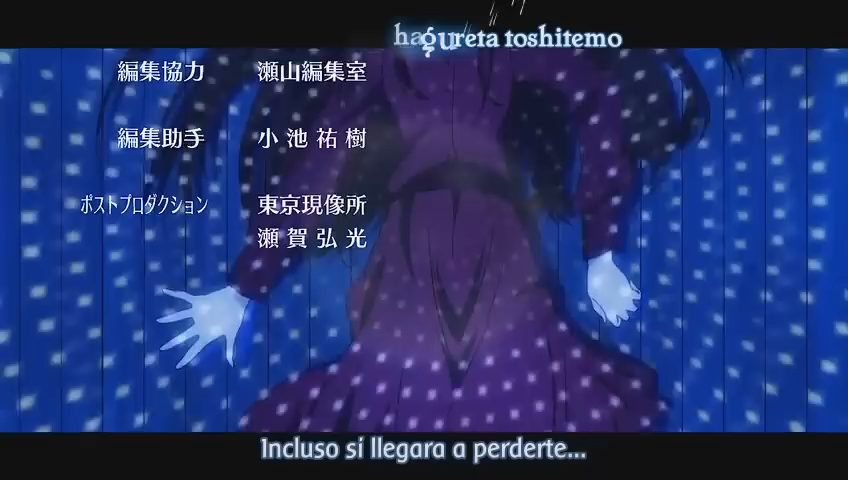 hagureta toshitemo
編集協力 瀬山編集室
編集助手 小池祐樹
ポストプロダクション 東京現像所
瀬賀弘光
Incluso si llegara a perderte...